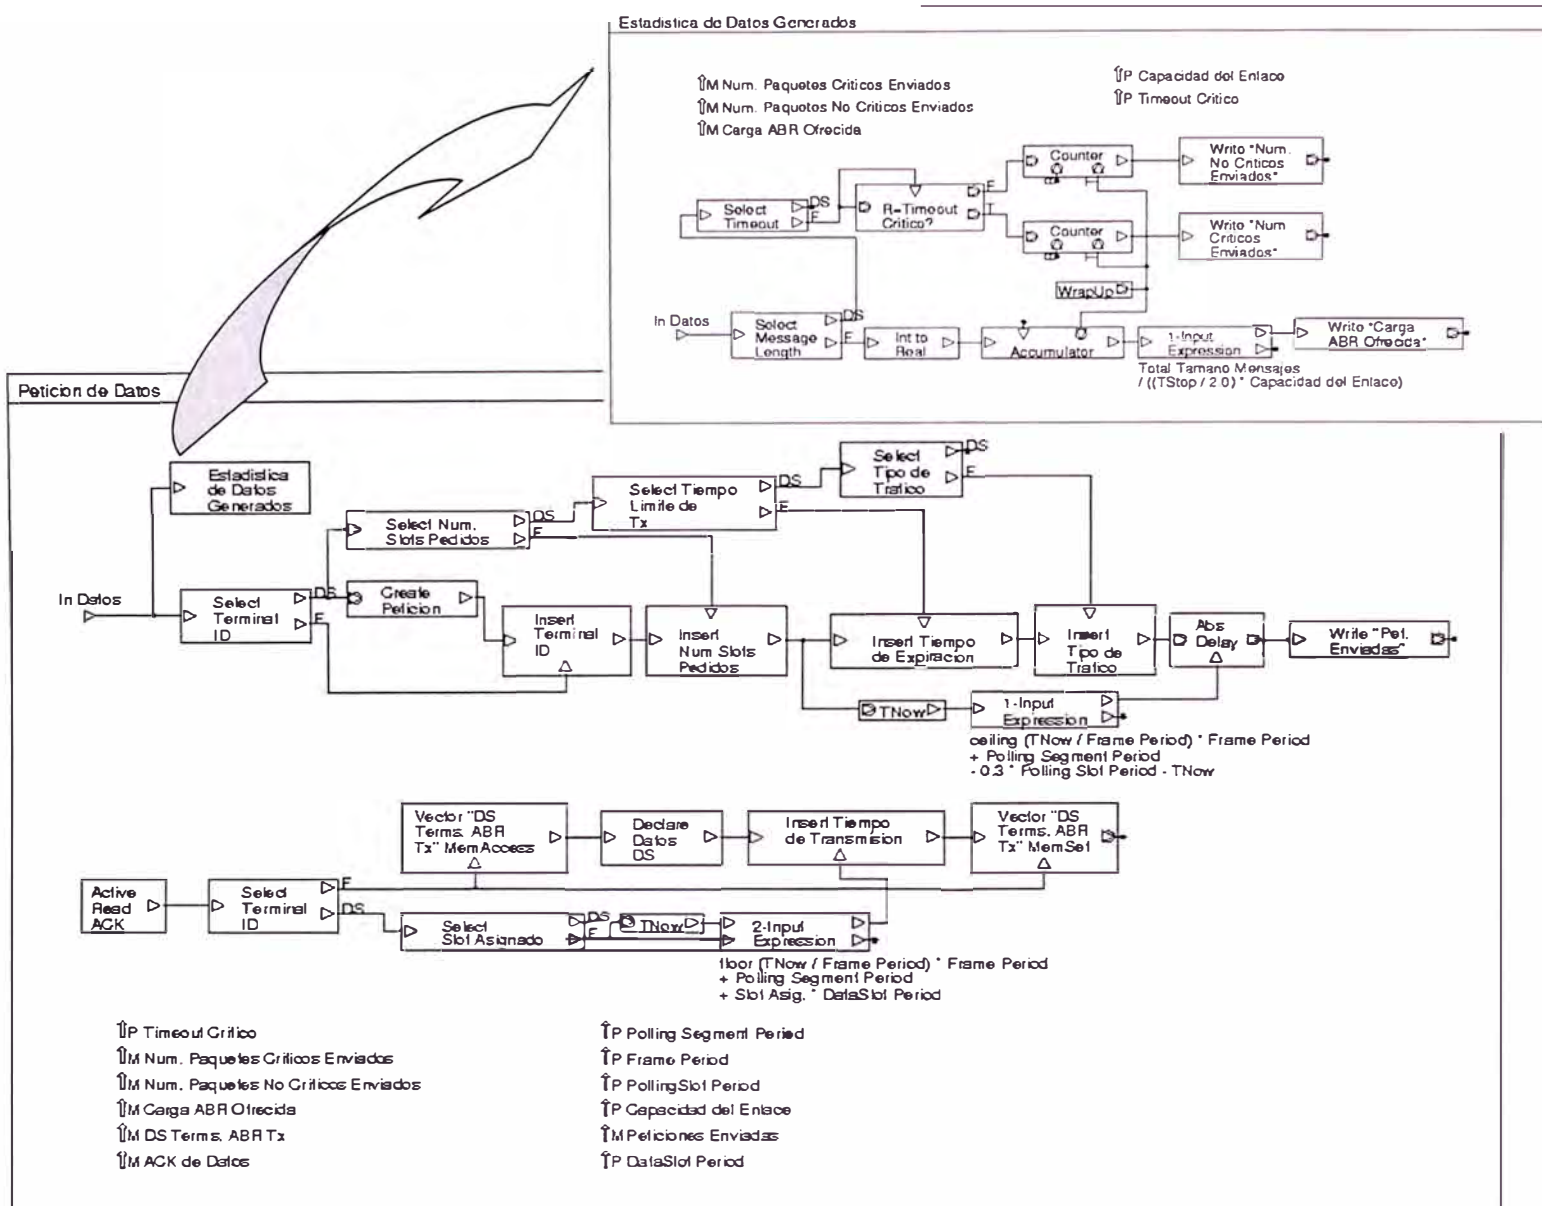 Estadistica de Datos Generados
⇧M Num. Paquetes Criticos Enviados
⇧M Num. Paquotos No Criticos Enviados
⇧M Carga ABR Ofrecida
⇧P Capacidad del Enlaco
⇧P Timeout Critico
Select
Timeout
DS
F
R-Timeout
Critico?
F
T
Counter
Counter
Writo "Num.
No Criticos
Enviados"
Writo "Num
Criticos
Enviados"
WrapUp
In Datos
Select
Message
Length
DS
F
Int to
Real
Accumulator
1-Input
Expression
Total Tamano Mensajes
/ ((TStop / 2.0) * Capacidad del Enlaco)
Writo "Carga
ABR Ofrecida"
Peticion de Datos
Estadistica
de Datos
Generados
Select Num.
Slots Pedidos
DS
F
Select Tiempo
Limite de
Tx
DS
F
Select
Tipo de
Trafico
DS
F
In Datos
Select
Terminal
ID
DS
F
Create
Peticion
Insert
Terminal
ID
Insert
Num Slots
Pedidos
Insert Tiempo
de Expiracion
Insert
Tipo de
Trafico
Abs
Delay
Write "Pet.
Enviadas"
TNow
1-Input
Expression
ceiling (TNow / Frame Period) * Frame Period
+ Polling Segment Period
- 0.3 * Polling Slot Period - TNow
Vector "DS
Terms. ABR
Tx" MemAccess
Declare
Datos
DS
Insert Tiempo
de Transmision
Vector "DS
Terms. ABR
Tx" MemSet
Active
Read
ACK
Select
Terminal
ID
F
DS
Select
Slot Asignado
DS
F
TNow
2-Input
Expression
floor (TNow / Frame Period) * Frame Period
+ Polling Segment Period
+ Slot Asig. * DataSlot Period
⇧P Timeout Critico
⇧M Num. Paquetes Criticos Enviados
⇧M Num. Paquetes No Criticos Enviados
⇧M Carga ABR Ofrecida
⇧M DS Terms. ABR Tx
⇧M ACK de Datos
⇧P Polling Segment Period
⇧P Frame Period
⇧P PollingSlot Period
⇧P Capacidad del Enlace
⇧M Peticiones Enviadas
⇧P DataSlot Period